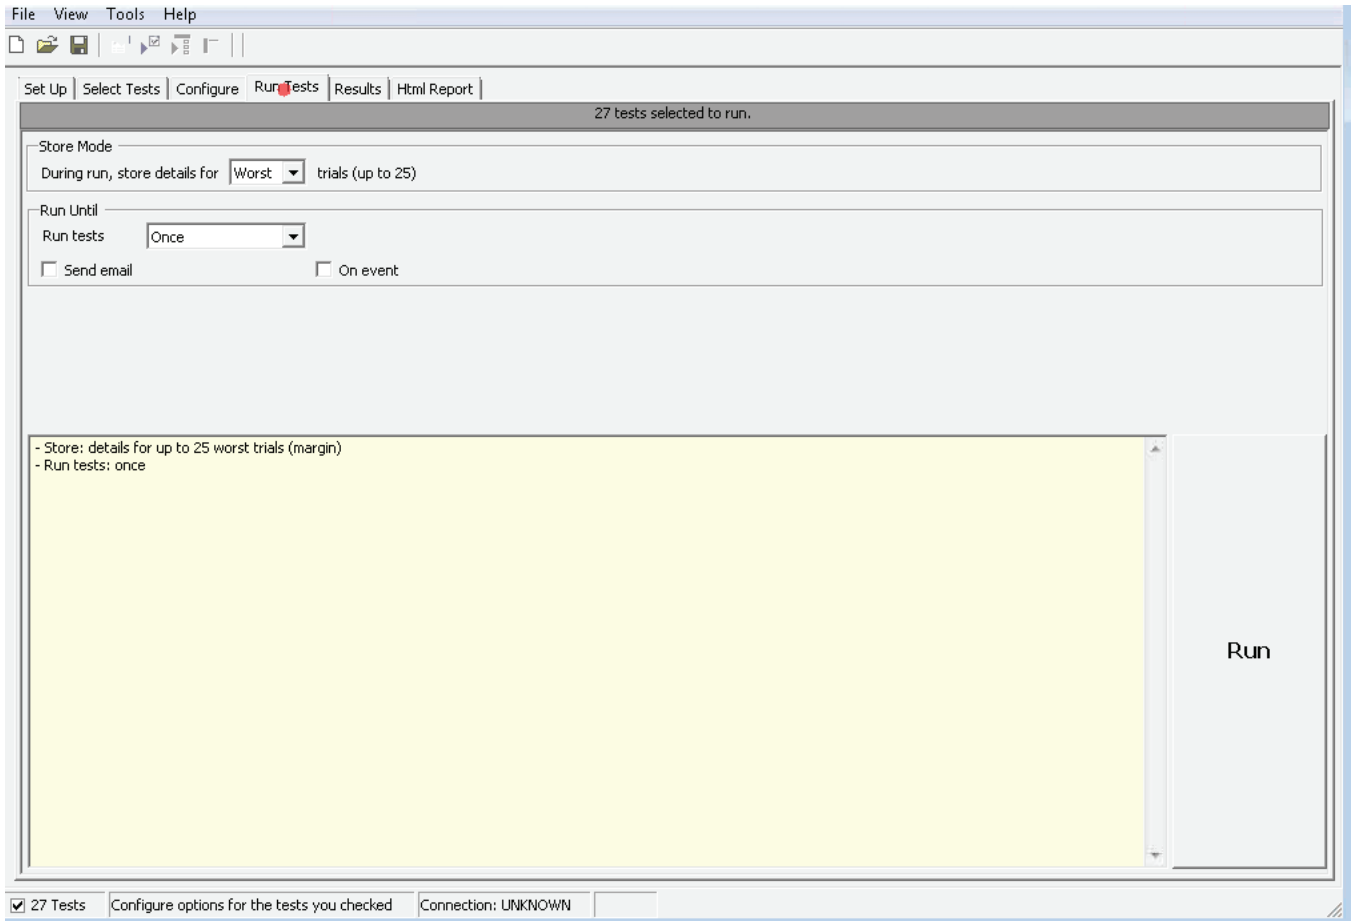 File View Tools Help
Set Up Select Tests Configure Run Tests Results Html Report
27 tests selected to run.
Store Mode
During run, store details for Worst trials (up to 25)
Run Until
Run tests Once
Send email On event
- Store: details for up to 25 worst trials (margin)
- Run tests: once
Run
27 Tests Configure options for the tests you checked Connection: UNKNOWN